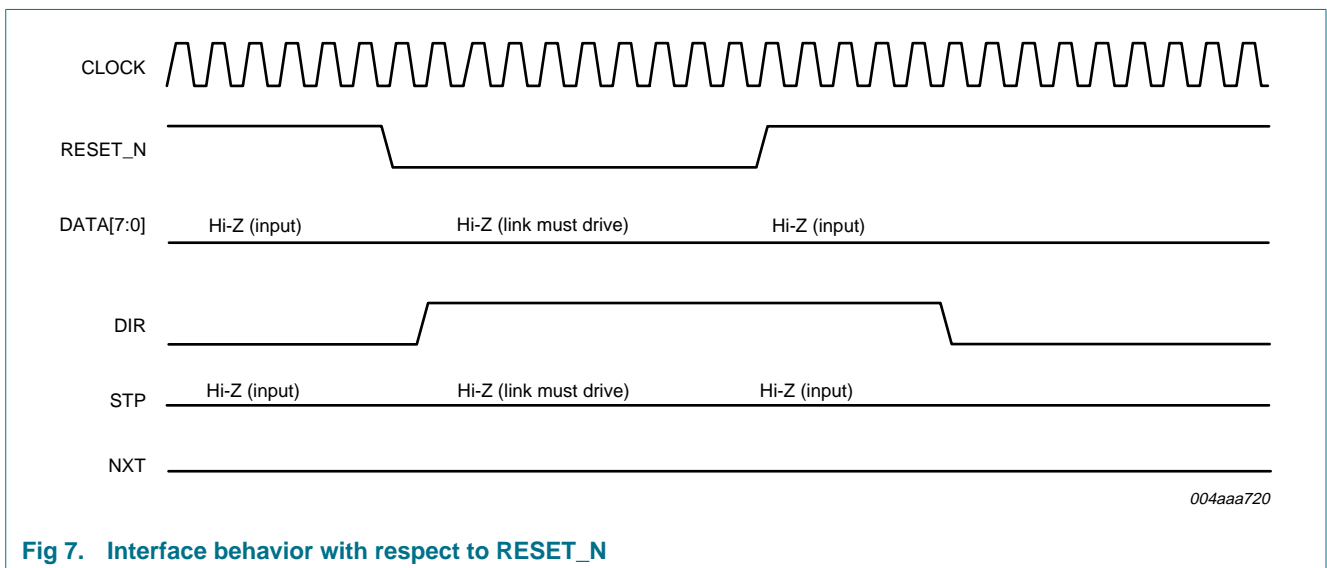 CLOCK
RESET_N
DATA[7:0] Hi-Z (input) Hi-Z (link must drive) Hi-Z (input)
DIR
STP Hi-Z (input) Hi-Z (link must drive) Hi-Z (input)
NXT
004aaa720
Fig 7. Interface behavior with respect to RESET_N